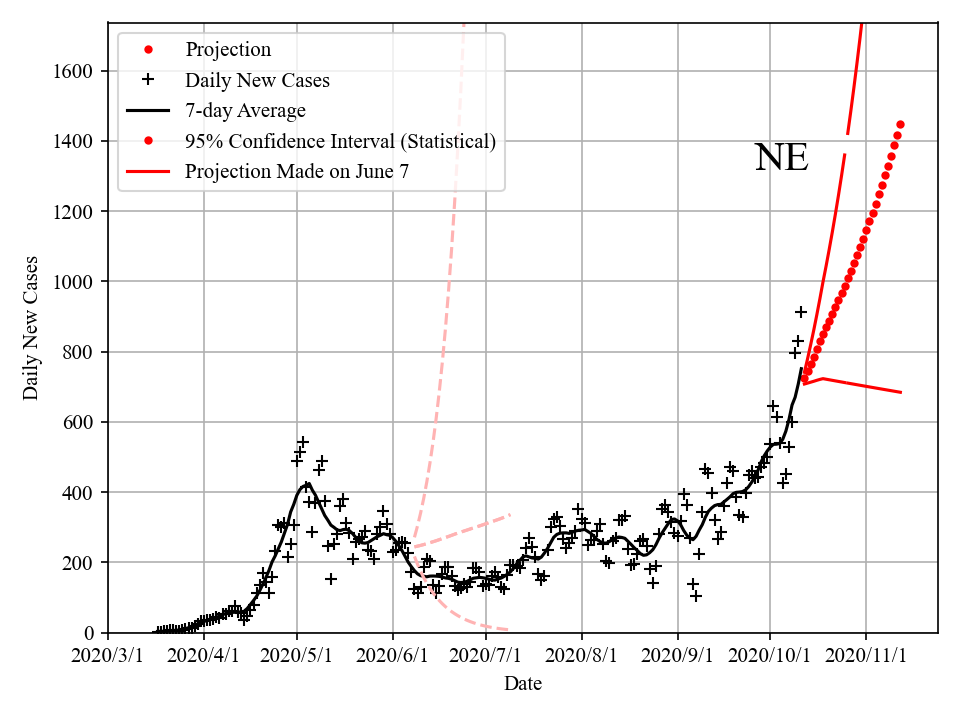 Projection
Daily New Cases
7-day Average
95% Confidence Interval (Statistical)
Projection Made on June 7
NE
1600
1400
1200
1000
800
600
400
200
0
Daily New Cases
2020/3/1 2020/4/1 2020/5/1 2020/6/1 2020/7/1 2020/8/1 2020/9/1 2020/10/1 2020/11/1
Date